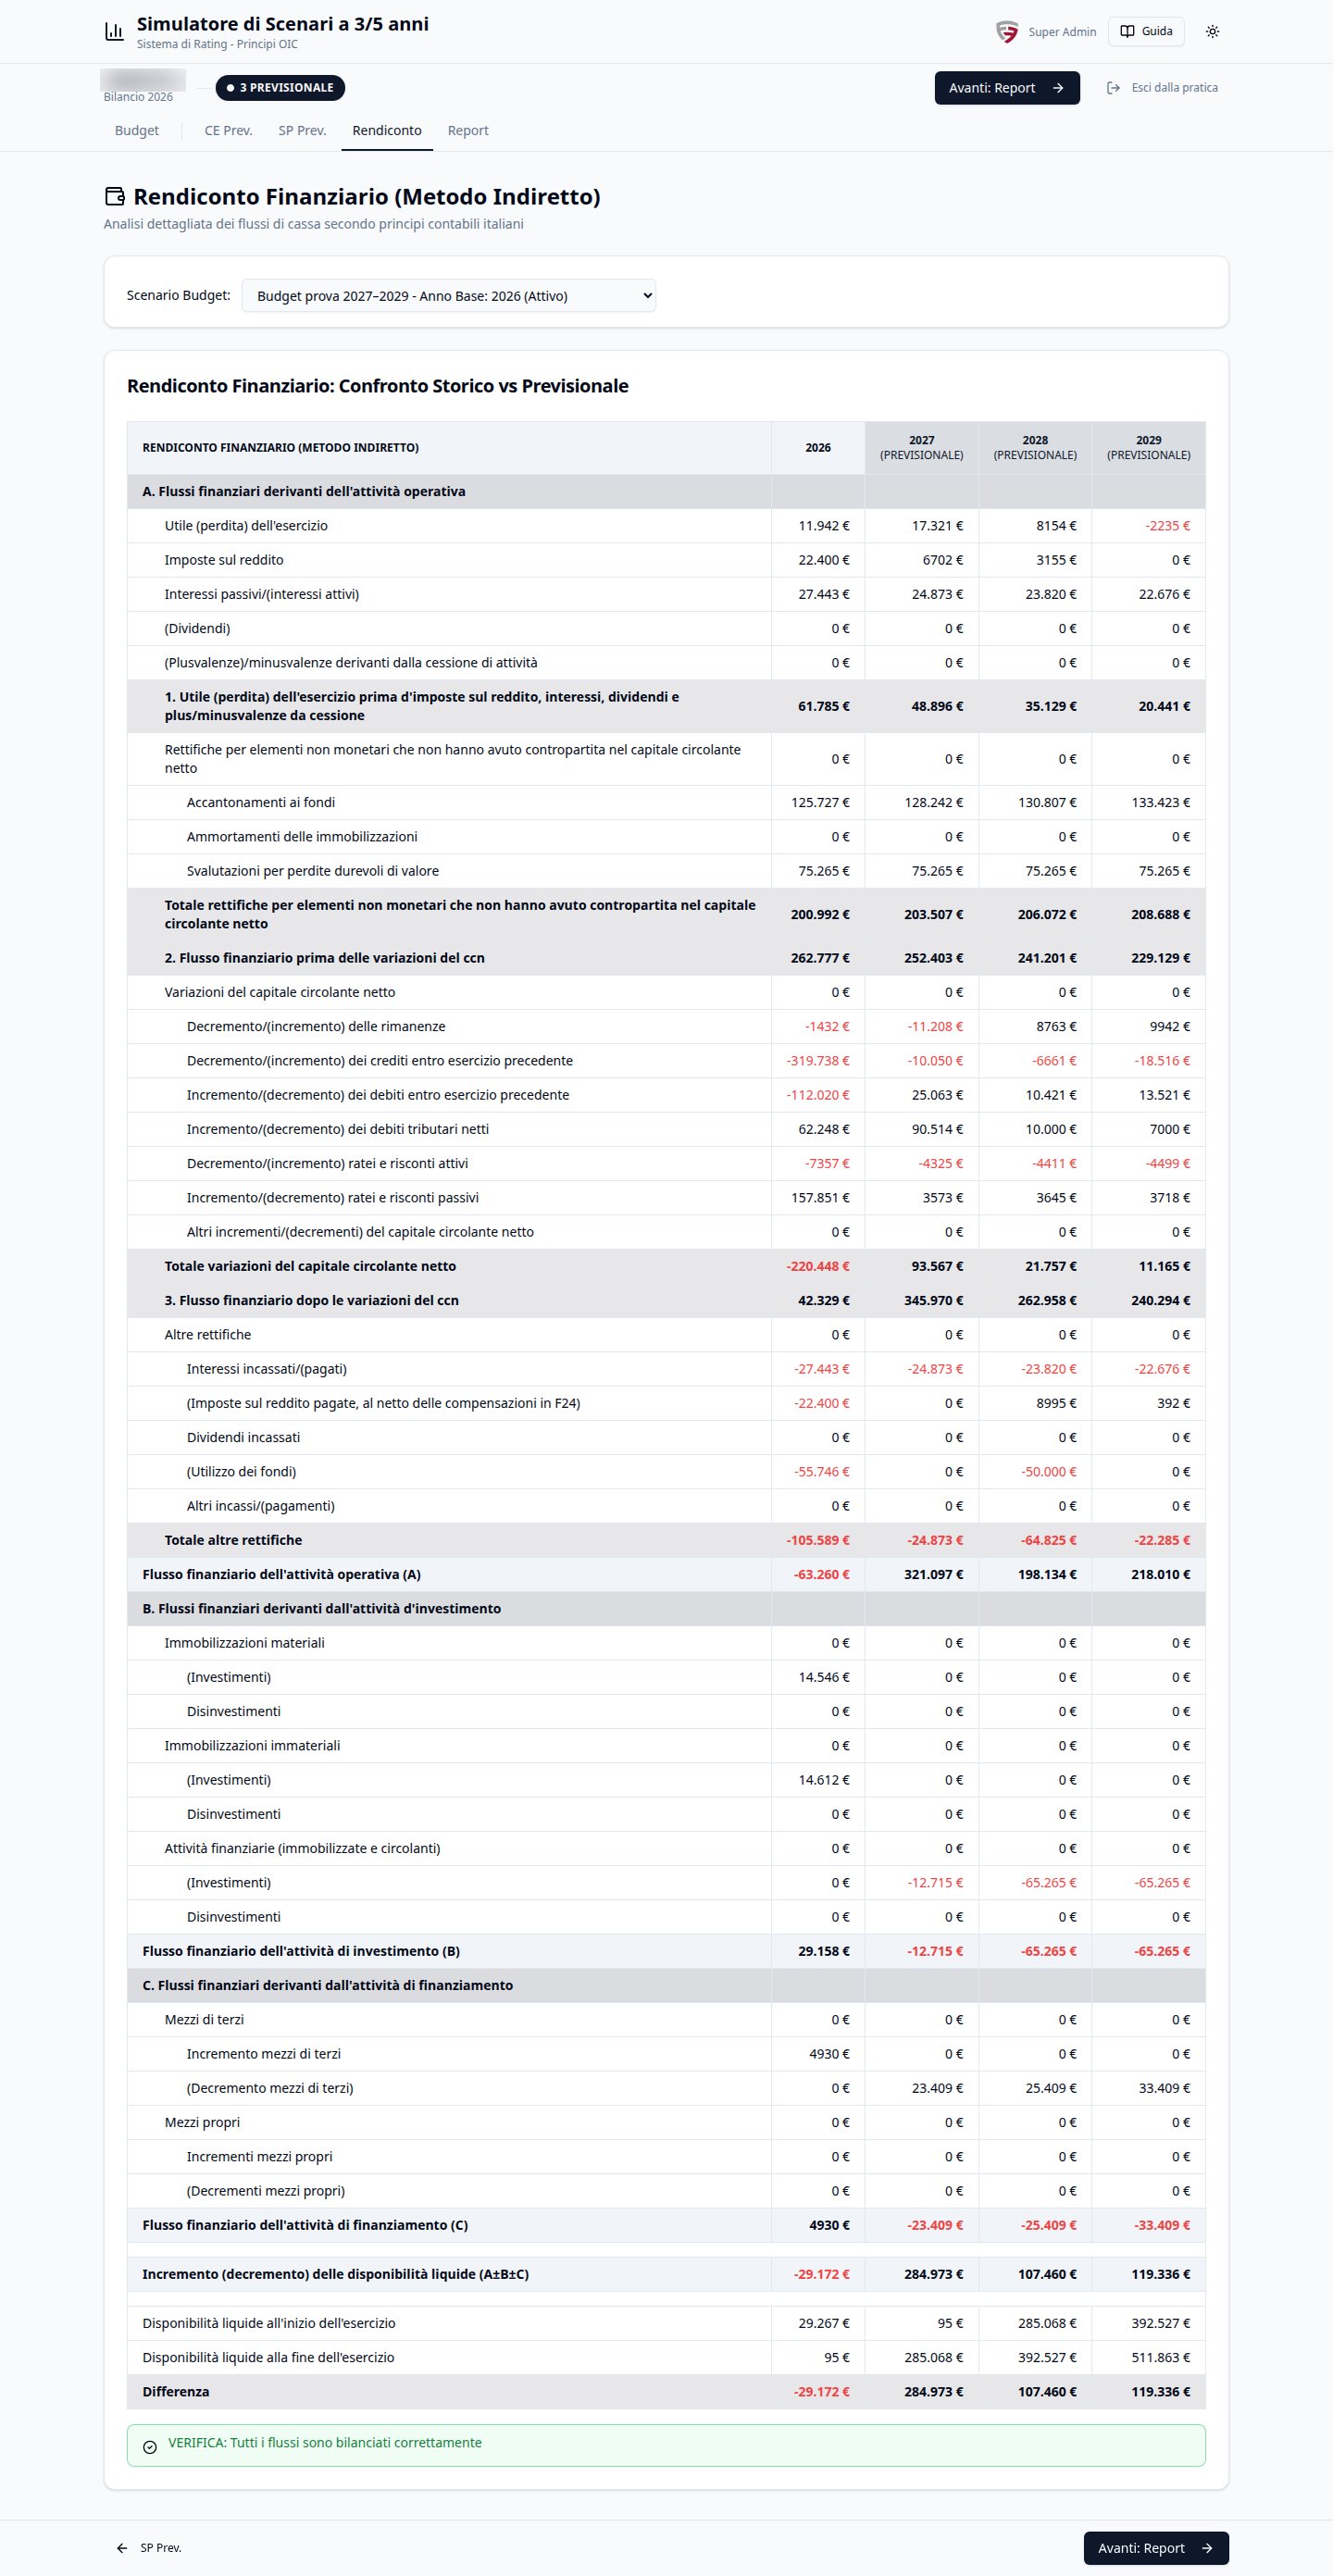 Simulatore di Scenari a 3/5 anni
Sistema di Rating - Principi OIC
Super Admin
Guida
Bilancio 2026
3 PREVISIONALE
Avanti: Report
Esci dalla pratica
Budget CE Prev. SP Prev. Rendiconto Report
Rendiconto Finanziario (Metodo Indiretto)
Analisi dettagliata dei flussi di cassa secondo principi contabili italiani
Scenario Budget: Budget prova 2027–2029 - Anno Base: 2026 (Attivo)
Rendiconto Finanziario: Confronto Storico vs Previsionale
RENDICONTO FINANZIARIO (METODO INDIRETTO) 2026 2027 2028 2029
(PREVISIONALE) (PREVISIONALE) (PREVISIONALE)
A. Flussi finanziari derivanti dell'attività operativa
Utile (perdita) dell'esercizio 11.942 € 17.321 € 8154 € -2235 €
Imposte sul reddito 22.400 € 6702 € 3155 € 0 €
Interessi passivi/(interessi attivi) 27.443 € 24.873 € 23.820 € 22.676 €
(Dividendi) 0 € 0 € 0 € 0 €
(Plusvalenze)/minusvalenze derivanti dalla cessione di attività 0 € 0 € 0 € 0 €
1. Utile (perdita) dell'esercizio prima d'imposte sul reddito, interessi, dividendi e
plus/minusvalenze da cessione 61.785 € 48.896 € 35.129 € 20.441 €
Rettifiche per elementi non monetari che non hanno avuto contropartita nel capitale circolante
netto 0 € 0 € 0 € 0 €
Accantonamenti ai fondi 125.727 € 128.242 € 130.807 € 133.423 €
Ammortamenti delle immobilizzazioni 0 € 0 € 0 € 0 €
Svalutazioni per perdite durevoli di valore 75.265 € 75.265 € 75.265 € 75.265 €
Totale rettifiche per elementi non monetari che non hanno avuto contropartita nel capitale
circolante netto 200.992 € 203.507 € 206.072 € 208.688 €
2. Flusso finanziario prima delle variazioni del ccn 262.777 € 252.403 € 241.201 € 229.129 €
Variazioni del capitale circolante netto 0 € 0 € 0 € 0 €
Decremento/(incremento) delle rimanenze -1432 € -11.208 € 8763 € 9942 €
Decremento/(incremento) dei crediti entro esercizio precedente -319.738 € -10.050 € -6661 € -18.516 €
Incremento/(decremento) dei debiti entro esercizio precedente -112.020 € 25.063 € 10.421 € 13.521 €
Incremento/(decremento) dei debiti tributari netti 62.248 € 90.514 € 10.000 € 7000 €
Decremento/(incremento) ratei e risconti attivi -7357 € -4325 € -4411 € -4499 €
Incremento/(decremento) ratei e risconti passivi 157.851 € 3573 € 3645 € 3718 €
Altri incrementi/(decrementi) del capitale circolante netto 0 € 0 € 0 € 0 €
Totale variazioni del capitale circolante netto -220.448 € 93.567 € 21.757 € 11.165 €
3. Flusso finanziario dopo le variazioni del ccn 42.329 € 345.970 € 262.958 € 240.294 €
Altre rettifiche 0 € 0 € 0 € 0 €
Interessi incassati/(pagati) -27.443 € -24.873 € -23.820 € -22.676 €
(Imposte sul reddito pagate, al netto delle compensazioni in F24) -22.400 € 0 € 8995 € 392 €
Dividendi incassati 0 € 0 € 0 € 0 €
(Utilizzo dei fondi) -55.746 € 0 € -50.000 € 0 €
Altri incassi/(pagamenti) 0 € 0 € 0 € 0 €
Totale altre rettifiche -105.589 € -24.873 € -64.825 € -22.285 €
Flusso finanziario dell'attività operativa (A) -63.260 € 321.097 € 198.134 € 218.010 €
B. Flussi finanziari derivanti dall'attività d'investimento
Immobilizzazioni materiali 0 € 0 € 0 € 0 €
(Investimenti) 14.546 € 0 € 0 € 0 €
Disinvestimenti 0 € 0 € 0 € 0 €
Immobilizzazioni immateriali 0 € 0 € 0 € 0 €
(Investimenti) 14.612 € 0 € 0 € 0 €
Disinvestimenti 0 € 0 € 0 € 0 €
Attività finanziarie (immobilizzate e circolanti) 0 € 0 € 0 € 0 €
(Investimenti) 0 € -12.715 € -65.265 € -65.265 €
Disinvestimenti 0 € 0 € 0 € 0 €
Flusso finanziario dell'attività di investimento (B) 29.158 € -12.715 € -65.265 € -65.265 €
C. Flussi finanziari derivanti dall'attività di finanziamento
Mezzi di terzi 0 € 0 € 0 € 0 €
Incremento mezzi di terzi 4930 € 0 € 0 € 0 €
(Decremento mezzi di terzi) 0 € 23.409 € 25.409 € 33.409 €
Mezzi propri 0 € 0 € 0 € 0 €
Incrementi mezzi propri 0 € 0 € 0 € 0 €
(Decrementi mezzi propri) 0 € 0 € 0 € 0 €
Flusso finanziario dell'attività di finanziamento (C) 4930 € -23.409 € -25.409 € -33.409 €
Incremento (decremento) delle disponibilità liquide (A±B±C) -29.172 € 284.973 € 107.460 € 119.336 €
Disponibilità liquide all'inizio dell'esercizio 29.267 € 95 € 285.068 € 392.527 €
Disponibilità liquide alla fine dell'esercizio 95 € 285.068 € 392.527 € 511.863 €
Differenza -29.172 € 284.973 € 107.460 € 119.336 €
VERIFICA: Tutti i flussi sono bilanciati correttamente
SP Prev.
Avanti: Report